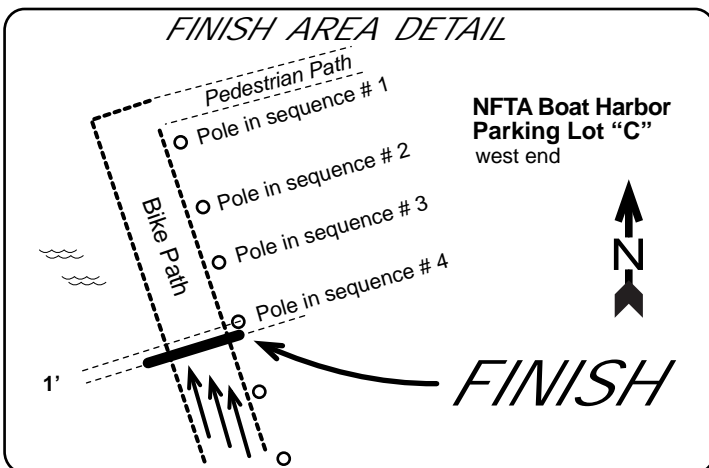 FINISH AREA DETAIL
Pedestrian Path
Pole in sequence # 1
NFTA Boat Harbor
Parking Lot “C”
west end
Pole in sequence # 2
Bike Path
Pole in sequence # 3
N
Pole in sequence # 4
1’
FINISH